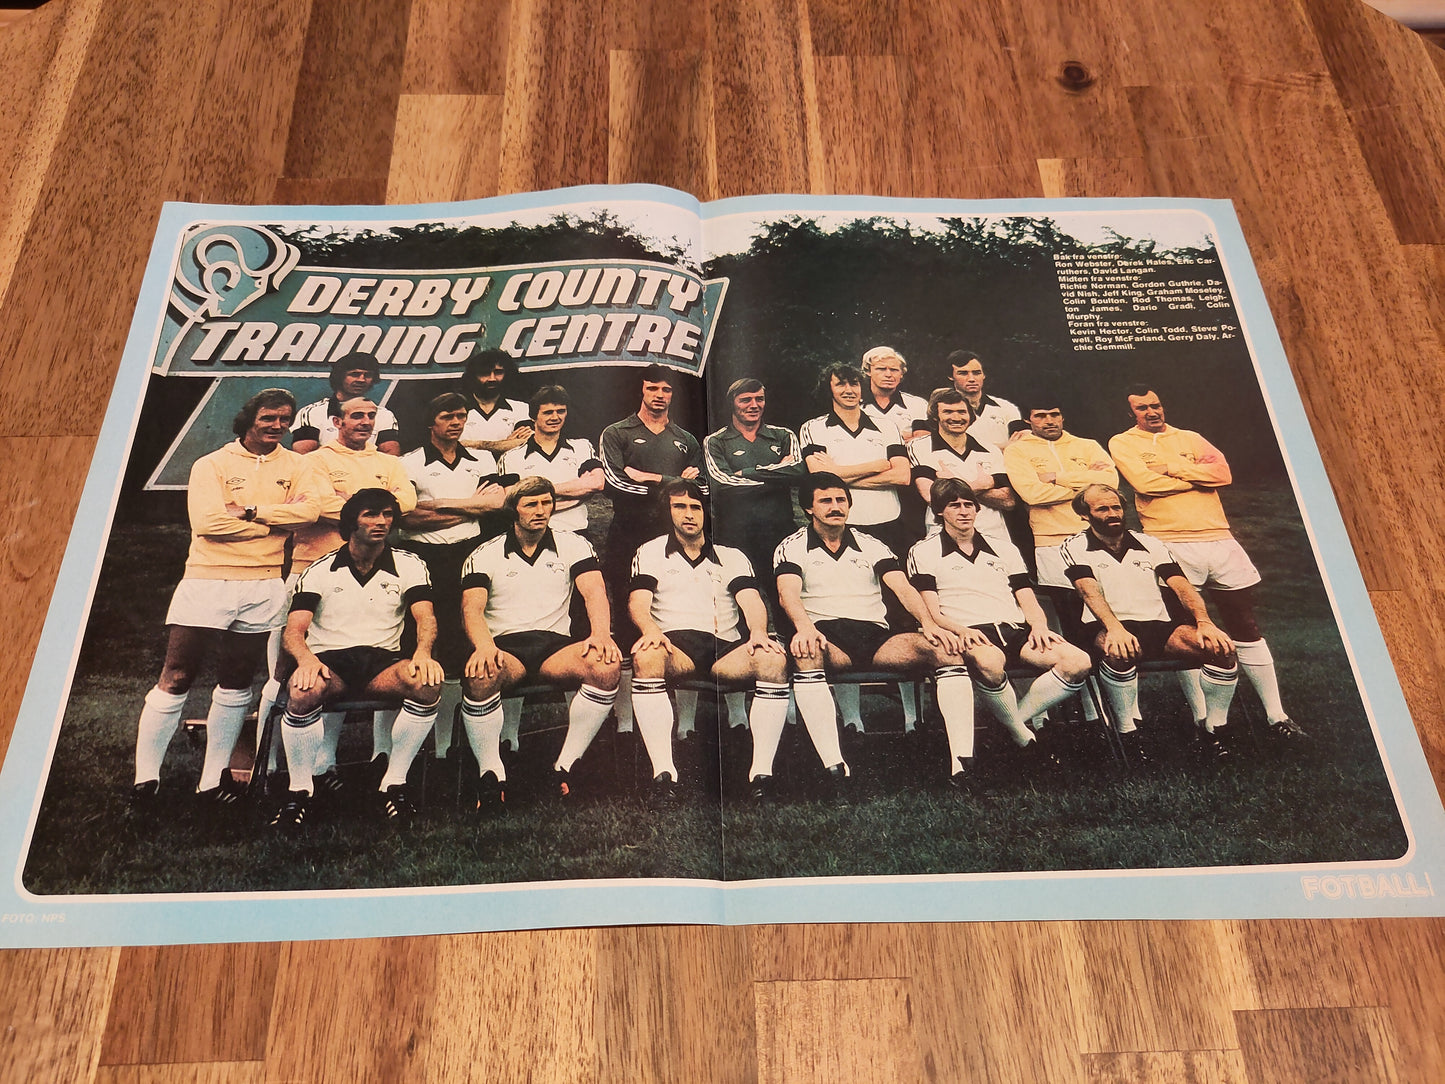 DERBY COUNTY
TRAINING CENTRE
Bak fra venstre:
Ron Webster, Derek Hales, Eric Car-
ruthers, David Langan.
Midten fra venstre:
Richie Norman, Gordon Guthrie, Da-
vid Nish, Jeff King, Graham Moseley,
Colin Boulton, Rod Thomas, Leigh-
ton James, Dario Gradi, Colin
Murphy.
Foran fra venstre:
Kevin Hector, Colin Todd, Steve Po-
well, Roy McFarland, Gerry Daly, Ar-
chie Gemmill.
FOTO: NPS
FOTBALL